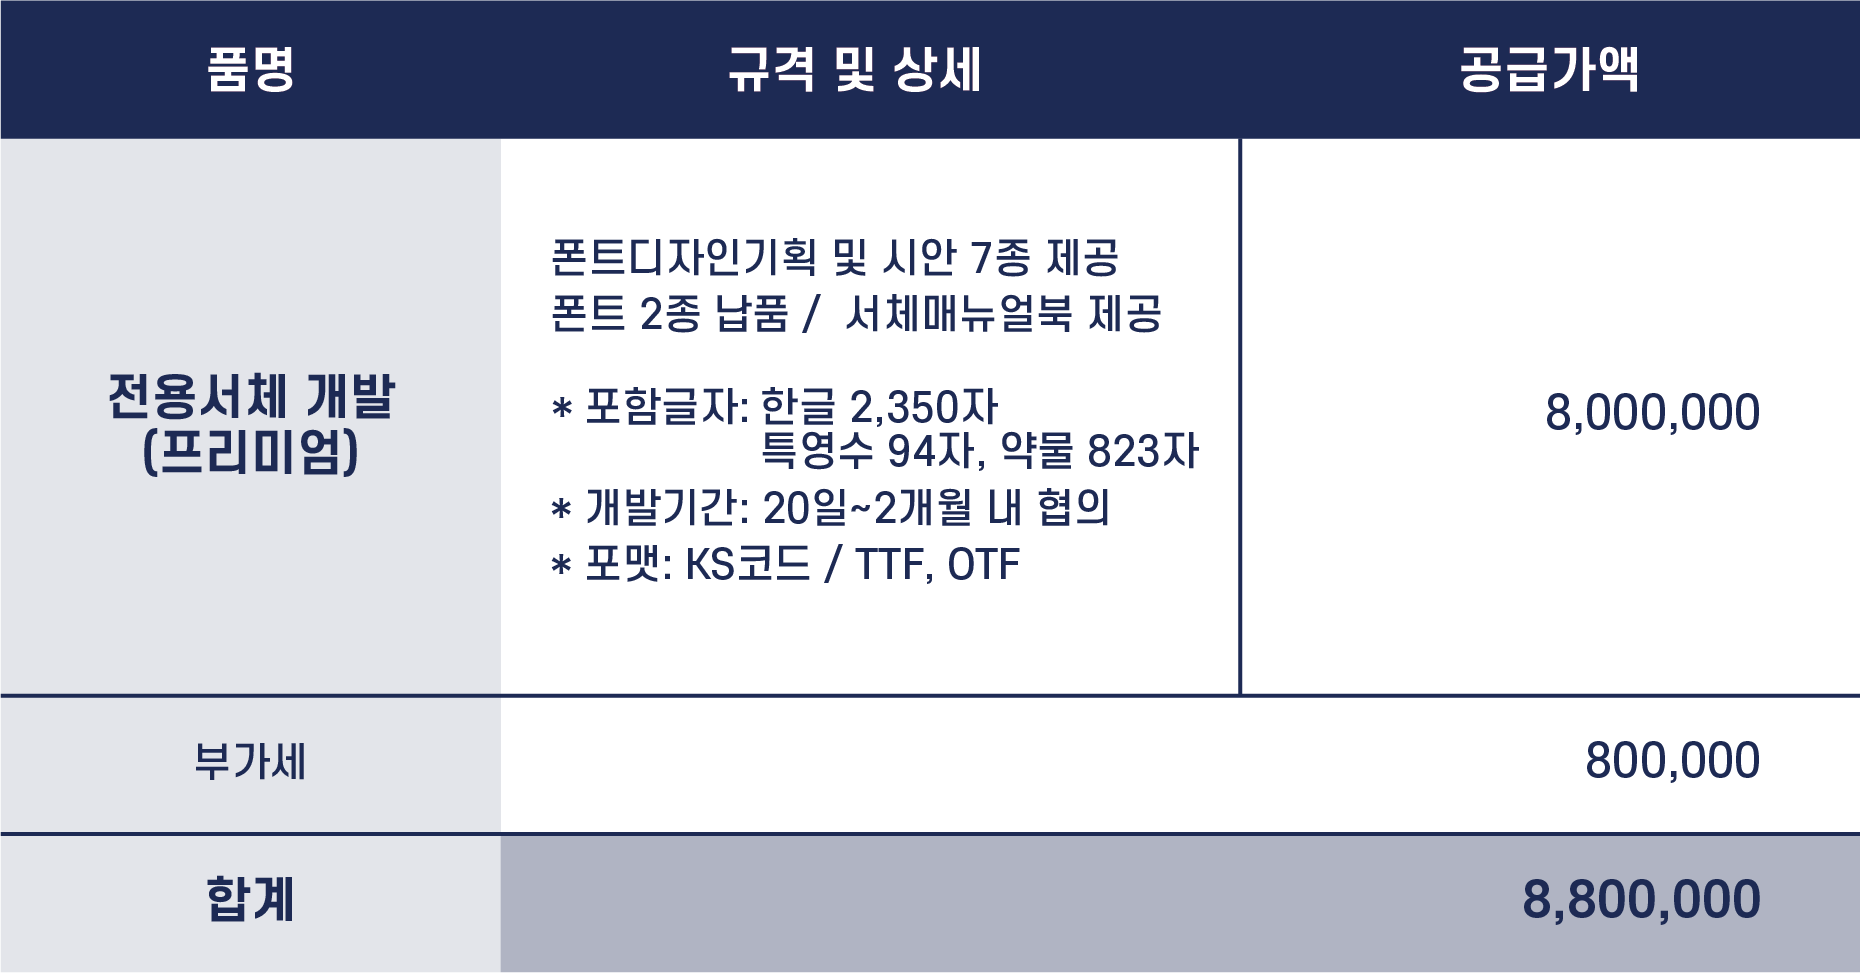 품명 규격 및 상세 공급가액
전용서체 개발
(프리미엄)
폰트디자인기획 및 시안 7종 제공
폰트 2종 납품 / 서체매뉴얼북 제공
* 포함글자: 한글 2,350자
특영수 94자, 약물 823자
* 개발기간: 20일~2개월 내 협의
* 포맷: KS코드 / TTF, OTF
8,000,000
부가세 800,000
합계 8,800,000